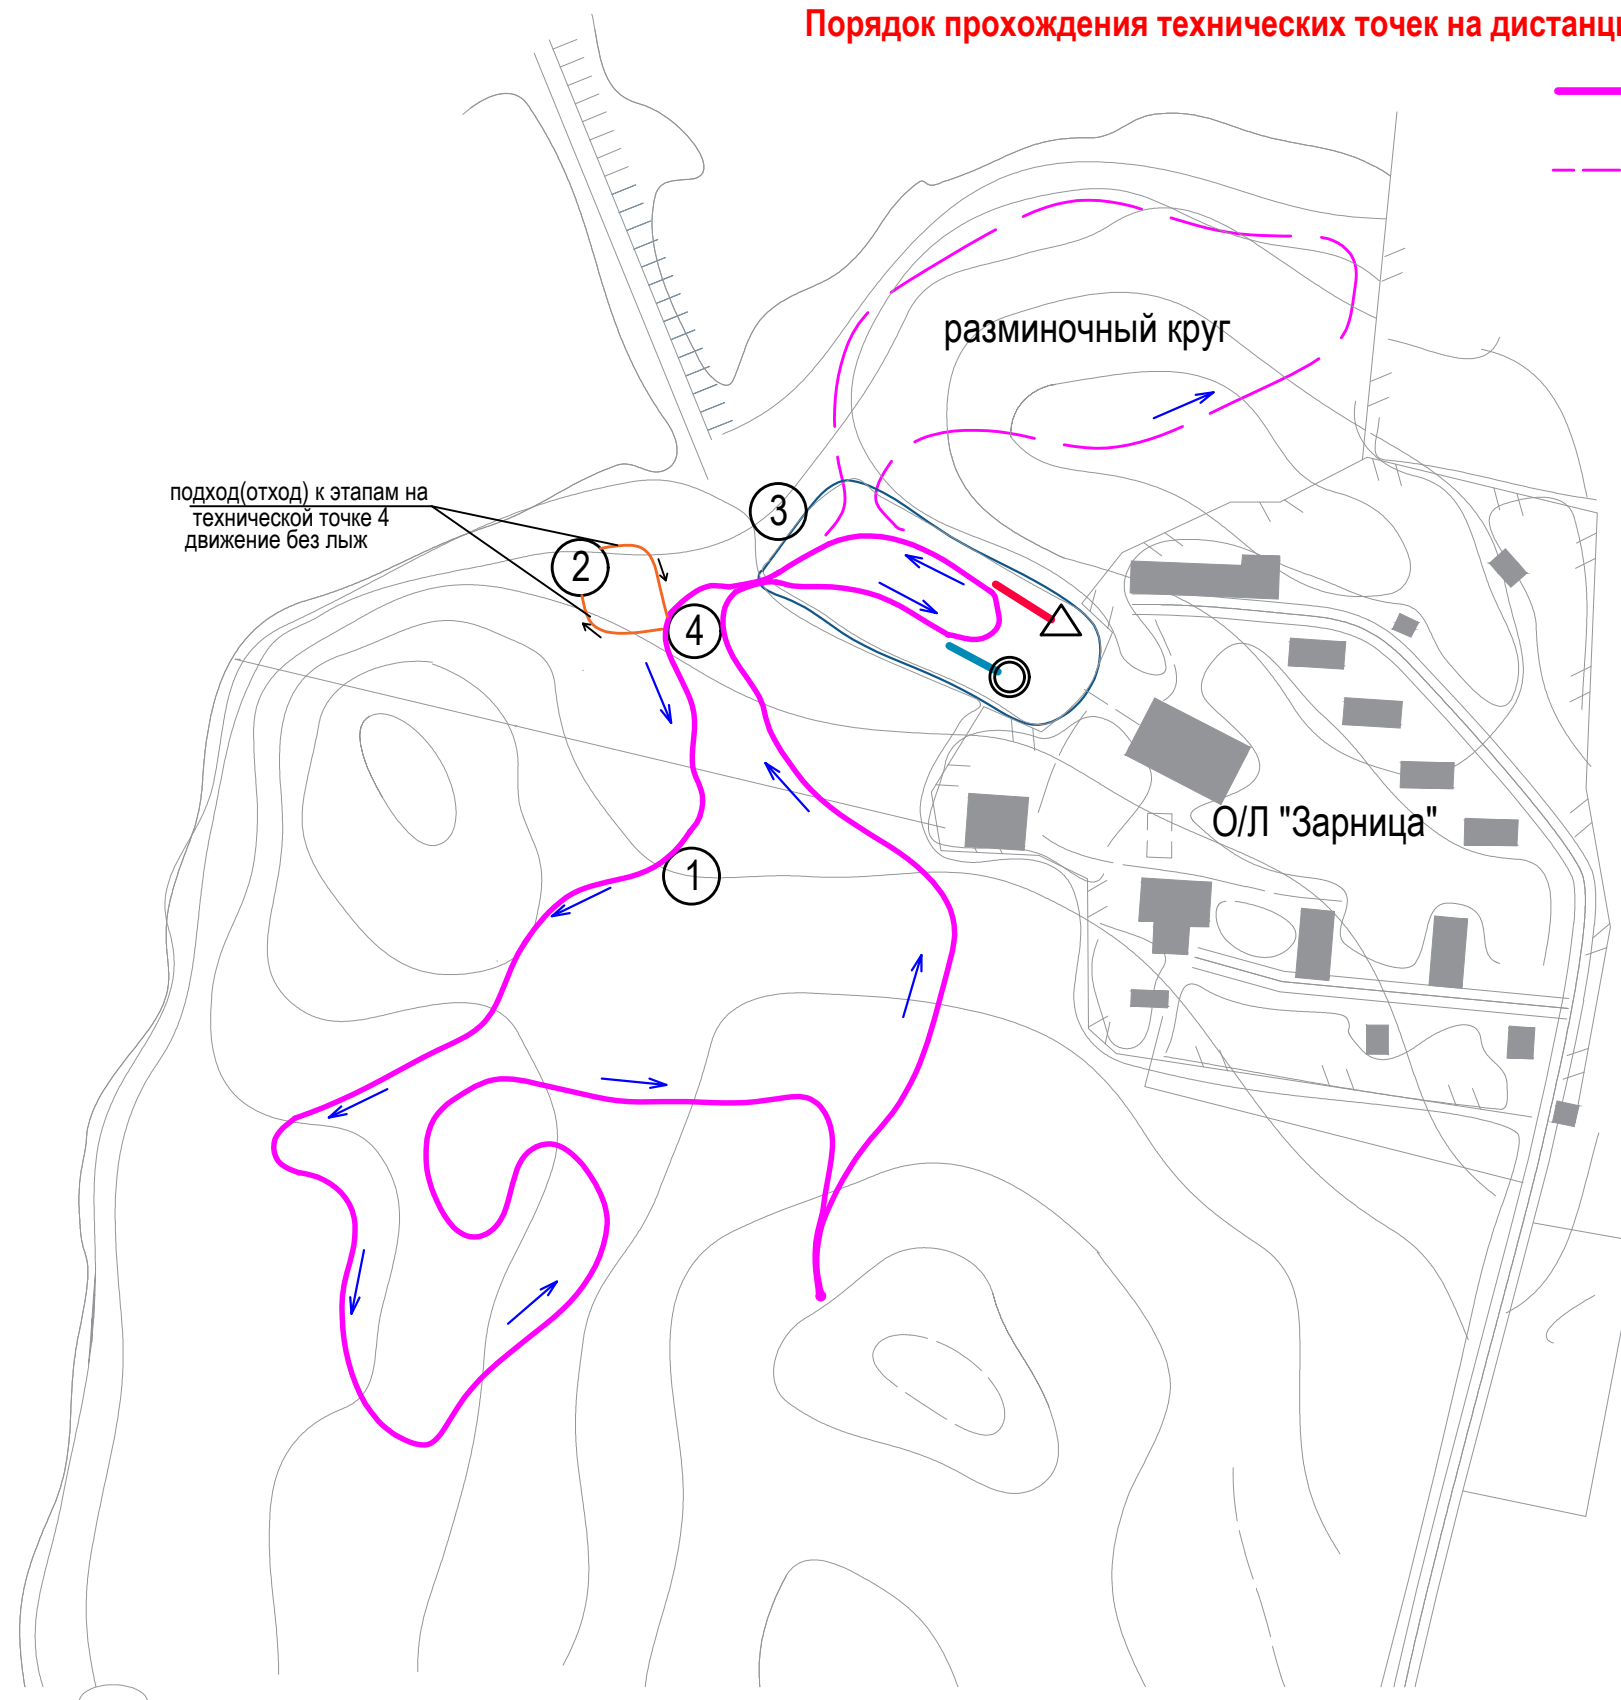 Порядок прохождения технических точек на дистанц
разминочный круг
подход(отход) к этапам на
технической точке 4
движение без лыж
3
2
4
О/Л "Зарница"
1